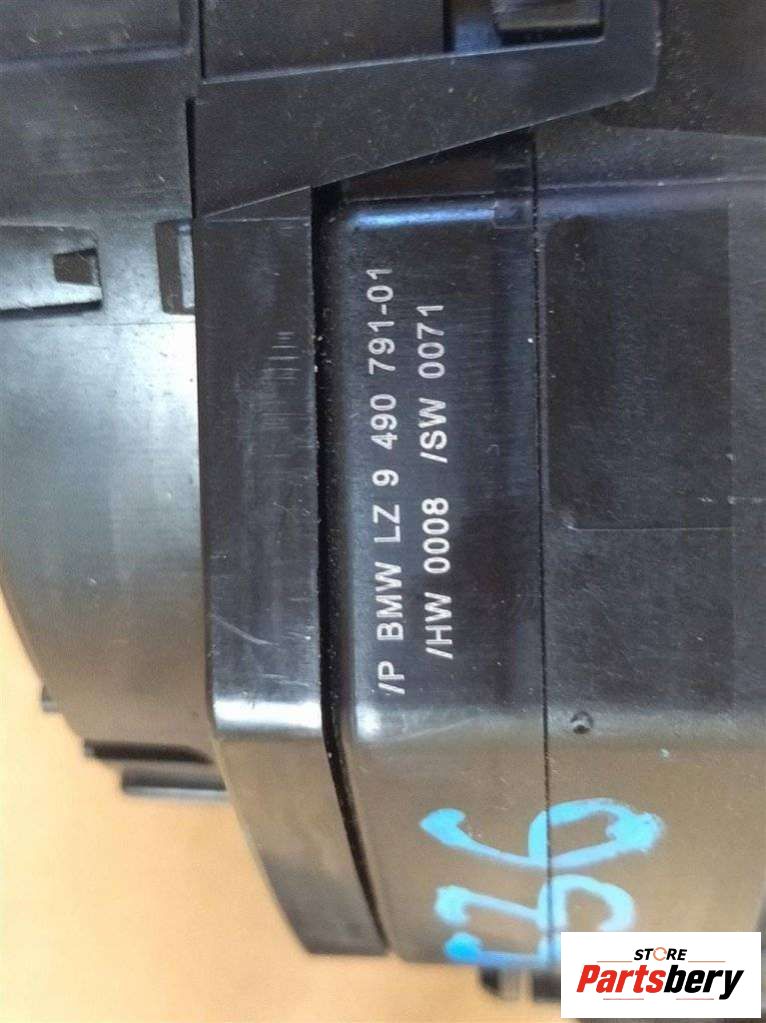 /P BMW LZ 9 490 791-01
/HW 0008 /SW 0071
STORE
Partsbery